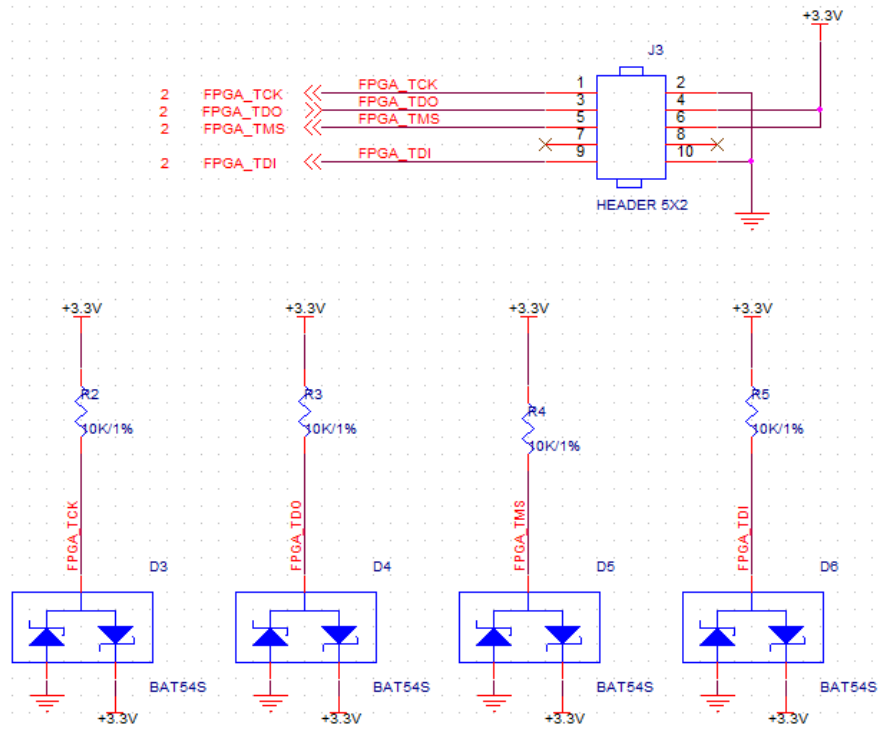 +3.3V
J3
2 FPGA_TCK FPGA_TCK 1 2
2 FPGA_TDO FPGA_TDO 3 4
2 FPGA_TMS FPGA_TMS 5 6
7 8
2 FPGA_TDI FPGA_TDI 9 10
HEADER 5X2
+3.3V +3.3V +3.3V +3.3V
R2 R3 R4 R5
10K/1% 10K/1% 10K/1% 10K/1%
FPGA_TCK FPGA_TDO FPGA_TMS FPGA_TDI
D3 D4 D5 D6
BAT54S BAT54S BAT54S BAT54S
+3.3V +3.3V +3.3V +3.3V